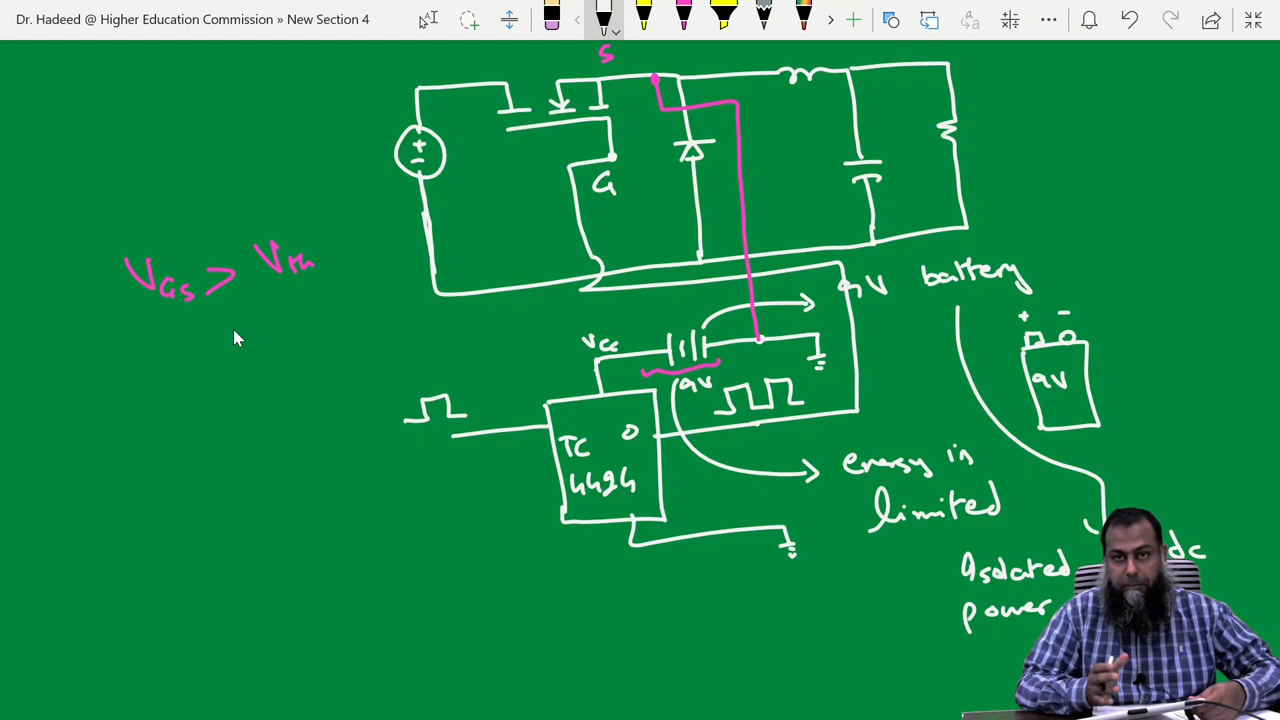 Dr. Hadeed @ Higher Education Commission » New Section 4
S
+
-
G
VGS > Vth
9V battery
+ -
9V
Vcc
9V
TC
4424
O
energy is
limited
Isolated dc
power